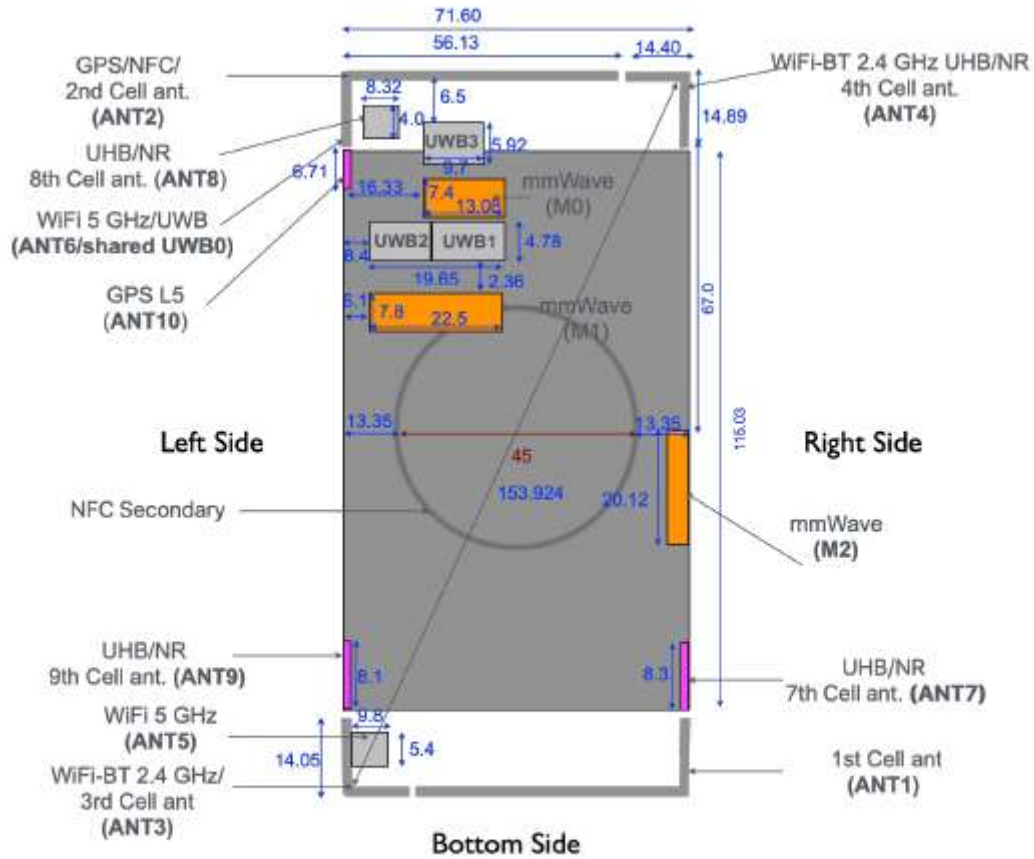 71.60
56.13
14.40
GPS/NFC/
2nd Cell ant.
(ANT2)
8.32
6.5
WiFi-BT 2.4 GHz UHB/NR
4th Cell ant.
(ANT4)
4.0
14.89
UHB/NR
8th Cell ant. (ANT8)
UWB3
5.92
9.7
6.71
16.33
7.4
13.08
mmWave
(M0)
WiFi 5 GHz/UWB
(ANT6/shared UWB0)
UWB2
UWB1
4.78
8.4
19.65
2.36
GPS L5
(ANT10)
6.1
7.8
22.5
mmWave
(M1)
67.0
Left Side
13.35
13.35
115.03
Right Side
45
153.924
20.12
NFC Secondary
mmWave
(M2)
UHB/NR
9th Cell ant. (ANT9)
8.1
8.3
UHB/NR
7th Cell ant. (ANT7)
WiFi 5 GHz
(ANT5)
9.8
5.4
14.05
WiFi-BT 2.4 GHz/
3rd Cell ant
(ANT3)
1st Cell ant
(ANT1)
Bottom Side